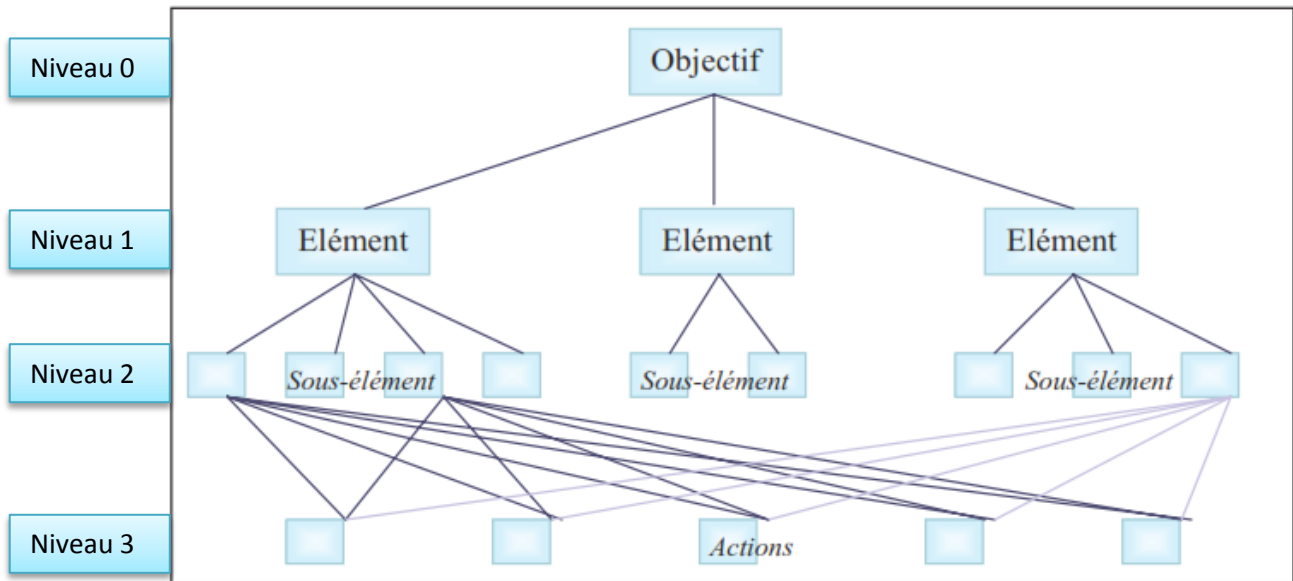 Niveau 0
Objectif
Niveau 1
Elément
Elément
Elément
Niveau 2
Sous-élément
Sous-élément
Sous-élément
Niveau 3
Actions